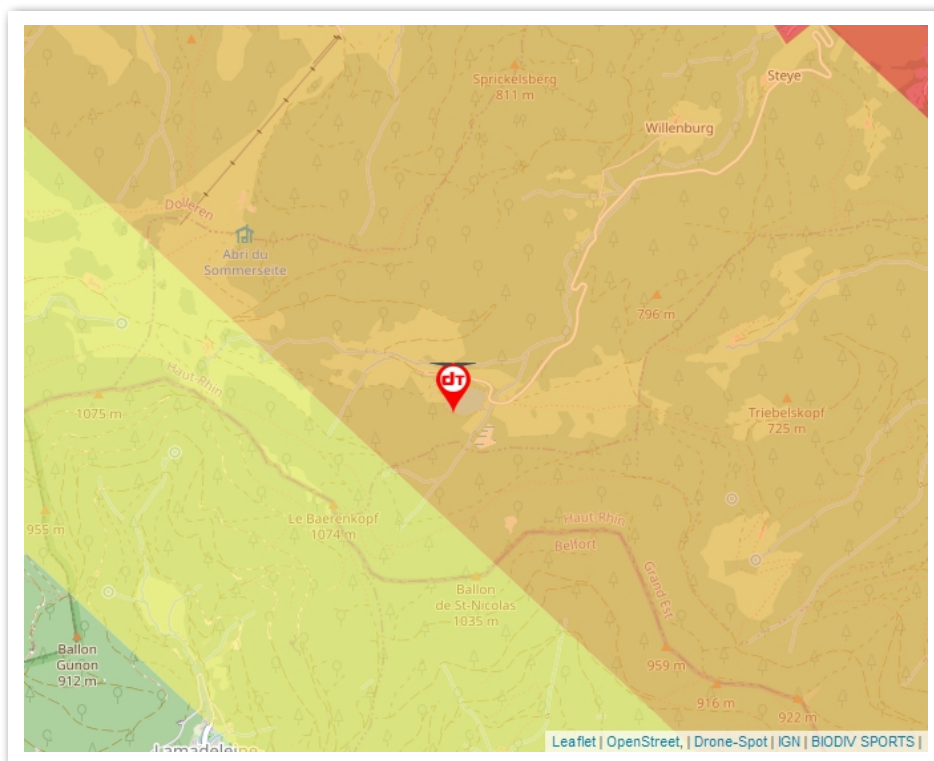 Sprickelsberg
811 m
Steye
Willenburg
Dolleren
Abri du
Sommerseite
796 m
dT
Haut-Rhin
1075 m
Triebelskopf
725 m
Le Baerenkopf
1074 m
955 m
Haut-Rhin
Belfort
Grand Est
Ballon
de St-Nicolas
1035 m
Ballon
Gunon
912 m
959 m
916 m
922 m
Lamadeleine
Leaflet | OpenStreet, | Drone-Spot | IGN | BIODIV SPORTS |